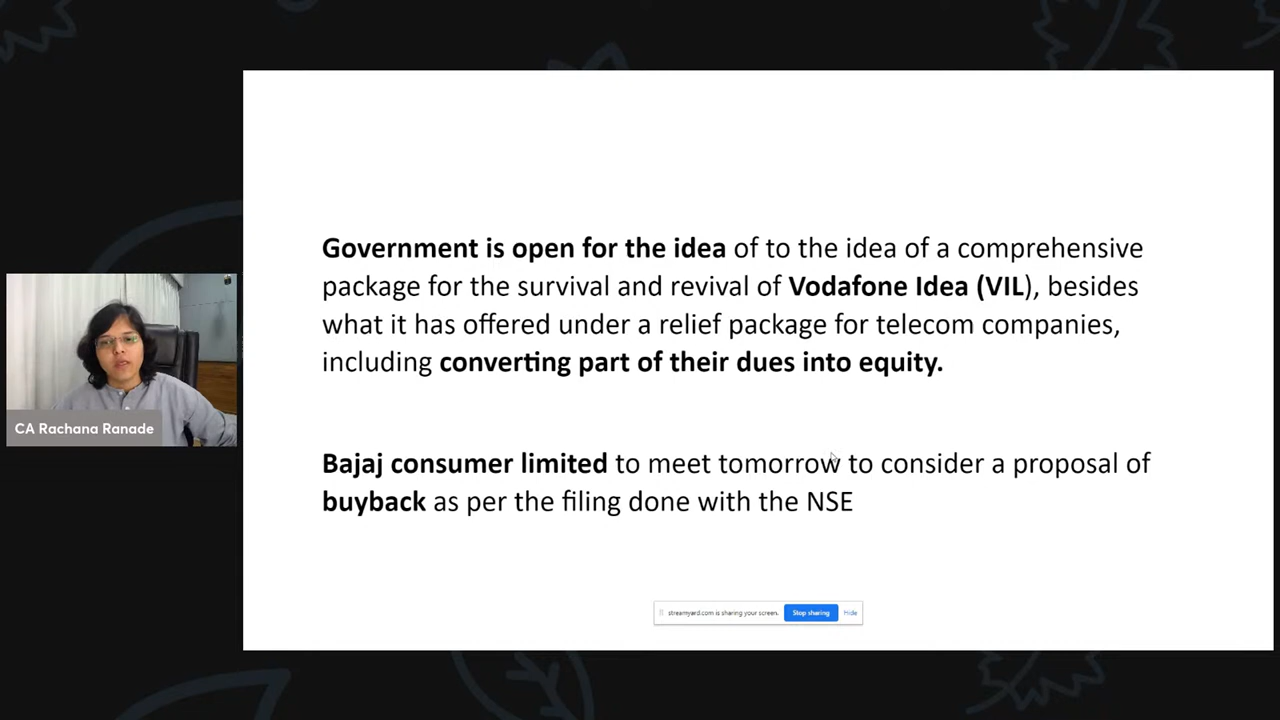 Government is open for the idea of to the idea of a comprehensive
package for the survival and revival of Vodafone Idea (VIL), besides
what it has offered under a relief package for telecom companies,
including converting part of their dues into equity.
CA Rachana Ranade
Bajaj consumer limited to meet tomorrow to consider a proposal of
buyback as per the filing done with the NSE
streamyard.com is sharing your screen. Stop sharing Hide